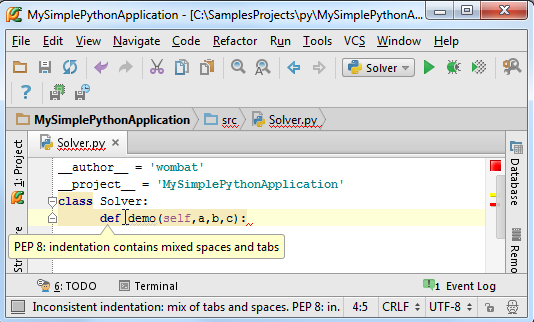 MySimplePythonApplication - [C:\SamplesProjects\py\MySimplePythonA...
File Edit View Navigate Code Refactor Run Tools VCS Window Help
Solver
MySimplePythonApplication src Solver.py
Solver.py
1: Project
__author__ = 'wombat'
__project__ = 'MySimplePythonApplication'
class Solver:
def demo(self,a,b,c):
PEP 8: indentation contains mixed spaces and tabs
Database
Remote
6: TODO Terminal 1 Event Log
Inconsistent indentation: mix of tabs and spaces. PEP 8: in. 4:5 CRLF UTF-8